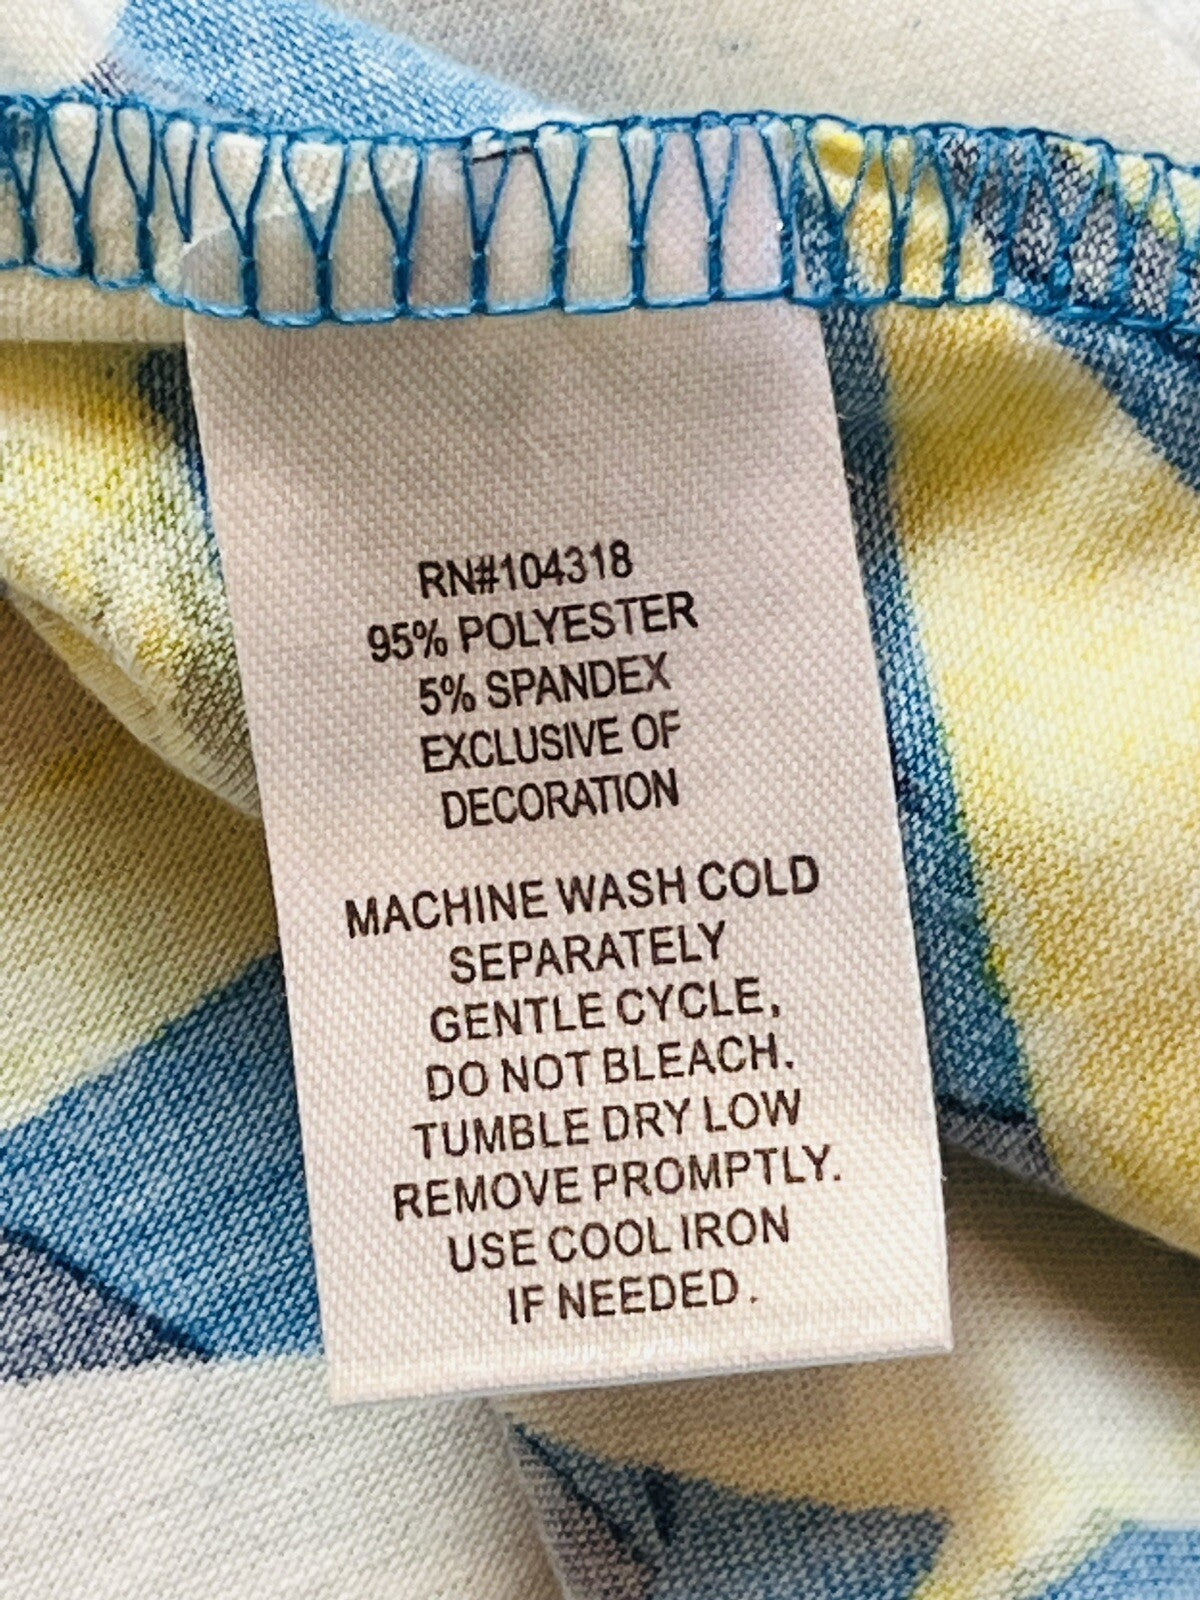 RN#104318
95% POLYESTER
5% SPANDEX
EXCLUSIVE OF
DECORATION
MACHINE WASH COLD
SEPARATELY
GENTLE CYCLE,
DO NOT BLEACH.
TUMBLE DRY LOW
REMOVE PROMPTLY.
USE COOL IRON
IF NEEDED.